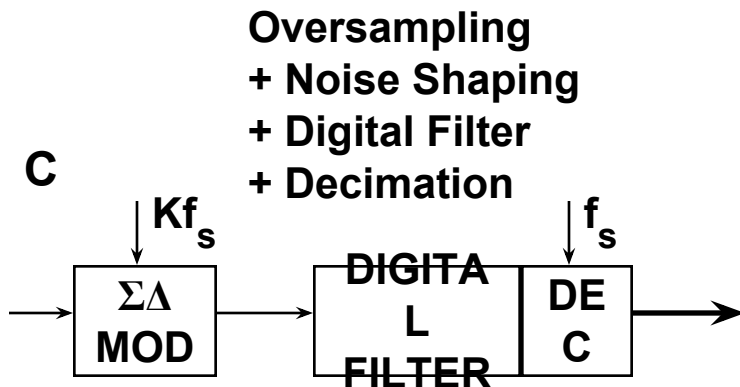 Oversampling
+ Noise Shaping
+ Digital Filter
+ Decimation
C
Kfs
fs
ΣΔ
MOD
DIGITA
L
FILTER
DE
C